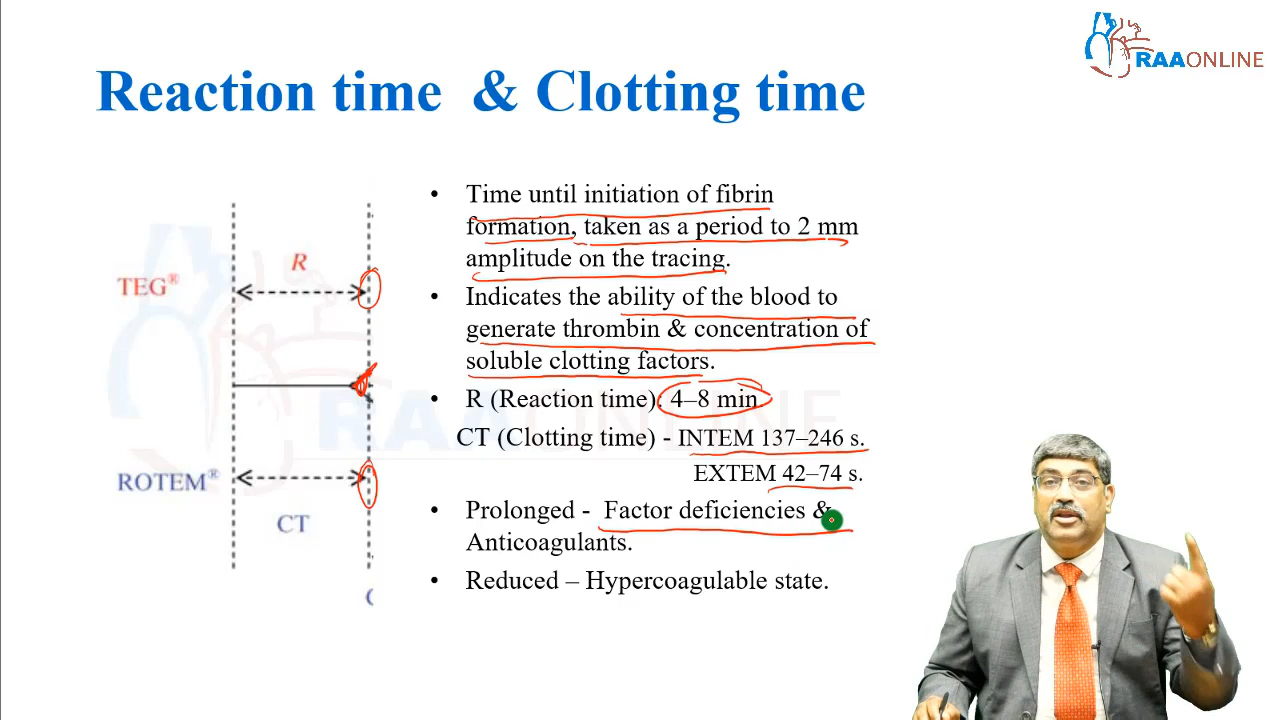 RAAONLINE
Reaction time & Clotting time
• Time until initiation of fibrin
formation, taken as a period to 2 mm
amplitude on the tracing.
• Indicates the ability of the blood to
generate thrombin & concentration of
soluble clotting factors.
• R (Reaction time). 4–8 min
CT (Clotting time) - INTEM 137–246 s.
EXTEM 42–74 s.
• Prolonged - Factor deficiencies &
Anticoagulants.
• Reduced – Hypercoagulable state.
R
TEG®
ROTEM®
CT
RAAONLINE